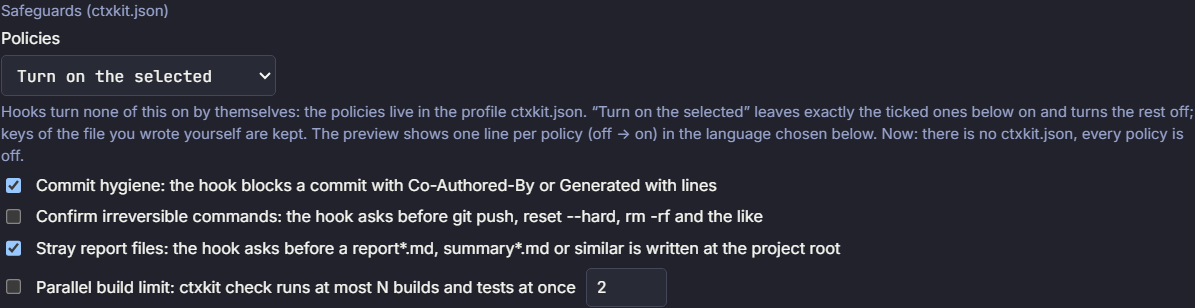 Safeguards (ctxkit.json)
Policies
Turn on the selected
Hooks turn none of this on by themselves: the policies live in the profile ctxkit.json. “Turn on the selected” leaves exactly the ticked ones below on and turns the rest off;
keys of the file you wrote yourself are kept. The preview shows one line per policy (off → on) in the language chosen below. Now: there is no ctxkit.json, every policy is
off.
Commit hygiene: the hook blocks a commit with Co-Authored-By or Generated with lines
Confirm irreversible commands: the hook asks before git push, reset --hard, rm -rf and the like
Stray report files: the hook asks before a report*.md, summary*.md or similar is written at the project root
Parallel build limit: ctxkit check runs at most N builds and tests at once 2